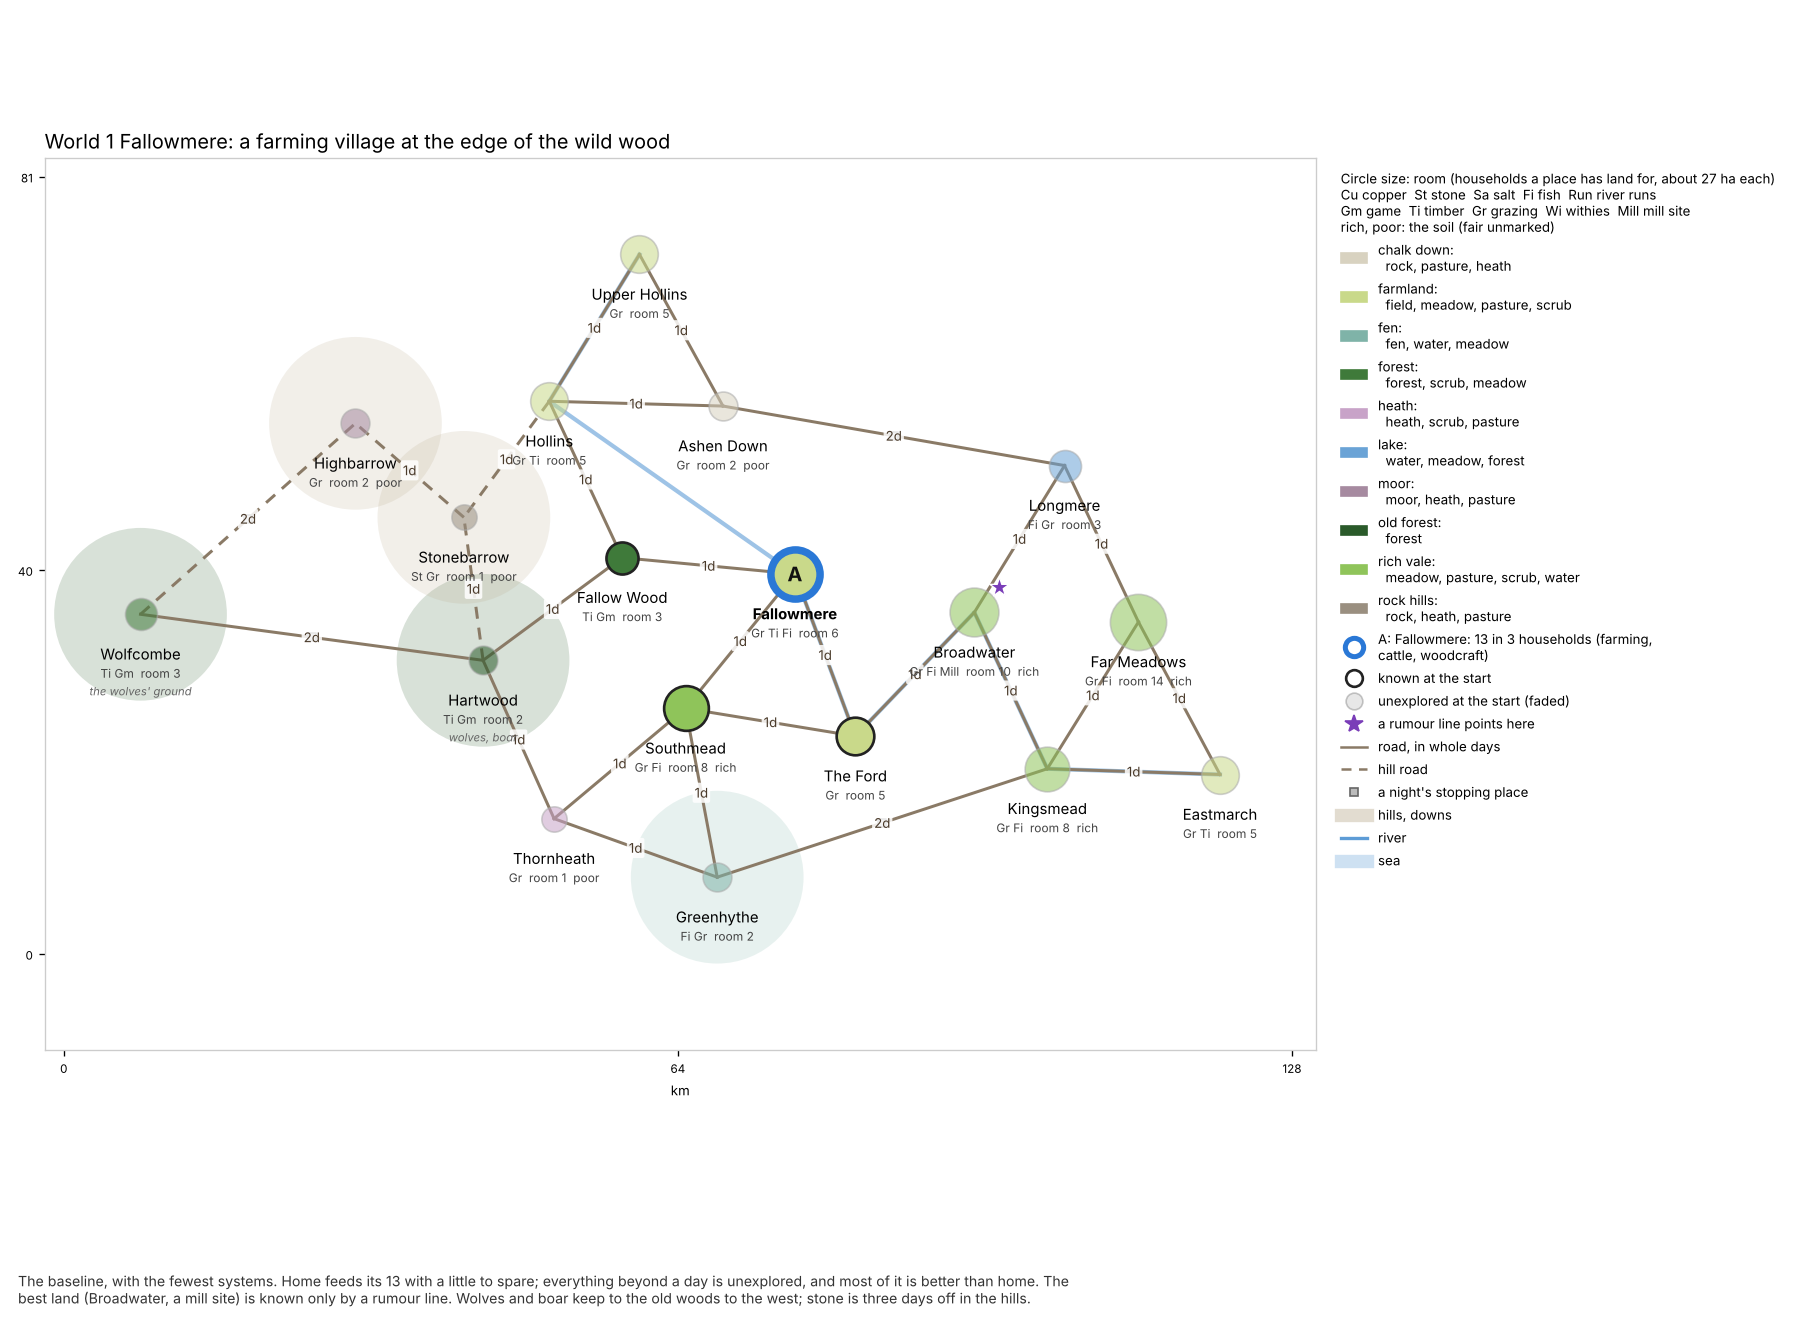 World 1 Fallowmere: a farming village at the edge of the wild wood
81
40
0
0
64
128
km
Upper Hollins
Gr room 5
1d
1d
Highbarrow
Gr room 2 poor
1d
1d
Hollins
Gr Ti room 5
1d
Ashen Down
Gr room 2 poor
2d
1d
2d
Longmere
Fi Gr room 3
1d
1d
Stonebarrow
St Gr room 1 poor
1d
Fallow Wood
Ti Gm room 3
1d
1d
A
Fallowmere
Gr Ti Fi room 6
1d
1d
Wolfcombe
Ti Gm room 3
the wolves' ground
2d
Hartwood
Ti Gm room 2
wolves, boar
1d
Broadwater
Gr Fi Mill room 10 rich
1d
1d
Far Meadows
Gr Fi room 14 rich
1d
1d
Southmead
Gr Fi room 8 rich
1d
1d
1d
The Ford
Gr room 5
Kingsmead
Gr Fi room 8 rich
1d
Eastmarch
Gr Ti room 5
2d
Thornheath
Gr room 1 poor
1d
Greenhythe
Fi Gr room 2
Circle size: room (households a place has land for, about 27 ha each)
Cu copper St stone Sa salt Fi fish Run river runs
Gm game Ti timber Gr grazing Wi withies Mill mill site
rich, poor: the soil (fair unmarked)
chalk down:
rock, pasture, heath
farmland:
field, meadow, pasture, scrub
fen:
fen, water, meadow
forest:
forest, scrub, meadow
heath:
heath, scrub, pasture
lake:
water, meadow, forest
moor:
moor, heath, pasture
old forest:
forest
rich vale:
meadow, pasture, scrub, water
rock hills:
rock, heath, pasture
A: Fallowmere: 13 in 3 households (farming,
cattle, woodcraft)
known at the start
unexplored at the start (faded)
a rumour line points here
road, in whole days
hill road
a night's stopping place
hills, downs
river
sea
The baseline, with the fewest systems. Home feeds its 13 with a little to spare; everything beyond a day is unexplored, and most of it is better than home. The
best land (Broadwater, a mill site) is known only by a rumour line. Wolves and boar keep to the old woods to the west; stone is three days off in the hills.